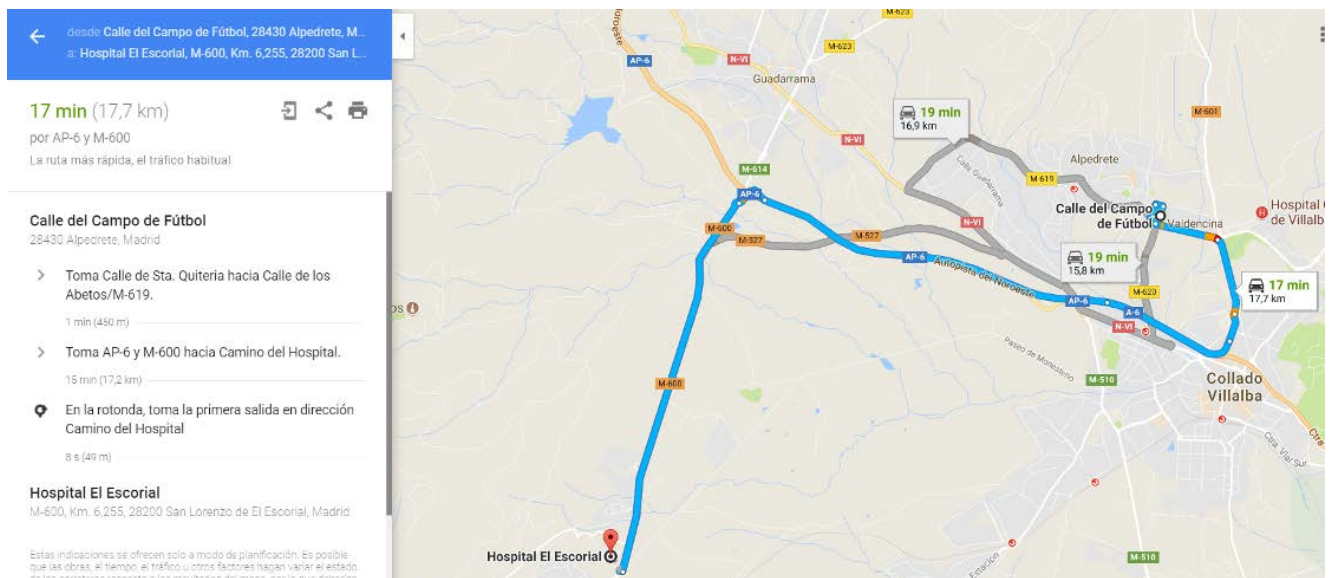 desde Calle del Campo de Fútbol, 28430 Alpedrete, M...
a: Hospital El Escorial, M-600, Km. 6,255, 28200 San L...
17 min (17,7 km)
por AP-6 y M-600
La ruta más rápida, el tráfico habitual
Calle del Campo de Fútbol
28430 Alpedrete, Madrid
Toma Calle de Sta. Quiteria hacia Calle de los
Abetos/M-619.
1 min (450 m)
Toma AP-6 y M-600 hacia Camino del Hospital.
15 min (17,2 km)
En la rotonda, toma la primera salida en dirección
Camino del Hospital
8 s (49 m)
Hospital El Escorial
M-600, Km. 6,255, 28200 San Lorenzo de El Escorial, Madrid
Estas indicaciones se ofrecen solo a modo de planificación. Es posible
que las obras, el tiempo, el tráfico u otros factores hagan variar el estado
M-623
M-623
AP-6
N-VI
Guadarrama
N-VI
19 min
16,9 km
M-601
M-614
Calle Guadarrama
Alpedrete
M-619
AP-6
Calle del Campo
de Fútbol
Valdencina
Hospital
de Villalb
M-600
M-527
M-527
N-VI
AP-6
Autopista del Noroeste
19 min
15,8 km
M-620
17 min
17,7 km
AP-6
A-6
N-VI
Paseo de Monesterio
M-510
Collado
Villalba
M-600
Ctra.
Ctra. Vial Sur
Hospital El Escorial
Estación
M-510